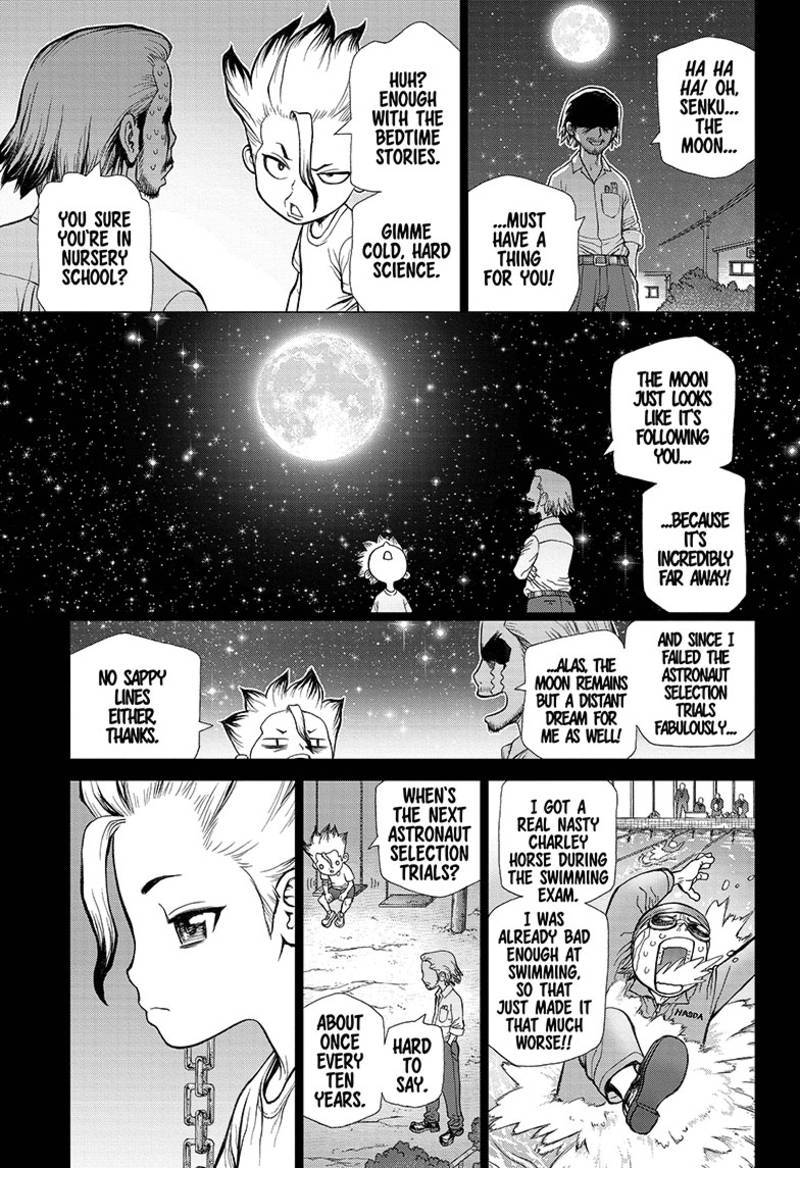 HA HA
HA! OH,
SENKU...
THE
MOON...
...MUST
HAVE A
THING
FOR YOU!
HUH?
ENOUGH
WITH THE
BEDTIME
STORIES.
GIMME
COLD, HARD
SCIENCE.
YOU SURE
YOU'RE IN
NURSERY
SCHOOL?
THE MOON
JUST LOOKS
LIKE IT'S
FOLLOWING
YOU...
...BECAUSE
IT'S
INCREDIBLY
FAR AWAY!
AND SINCE I
FAILED THE
ASTRONAUT
SELECTION
TRIALS
FABULOUSLY...
...ALAS, THE
MOON REMAINS
BUT A DISTANT
DREAM FOR
ME AS WELL!
NO SAPPY
LINES
EITHER,
THANKS.
I GOT A
REAL NASTY
CHARLEY
HORSE DURING
THE SWIMMING
EXAM.
I WAS
ALREADY BAD
ENOUGH AT
SWIMMING,
SO THAT
JUST MADE IT
THAT MUCH
WORSE!!
HASDA
WHEN'S
THE NEXT
ASTRONAUT
SELECTION
TRIALS?
HARD
TO
SAY.
ABOUT
ONCE
EVERY
TEN
YEARS.